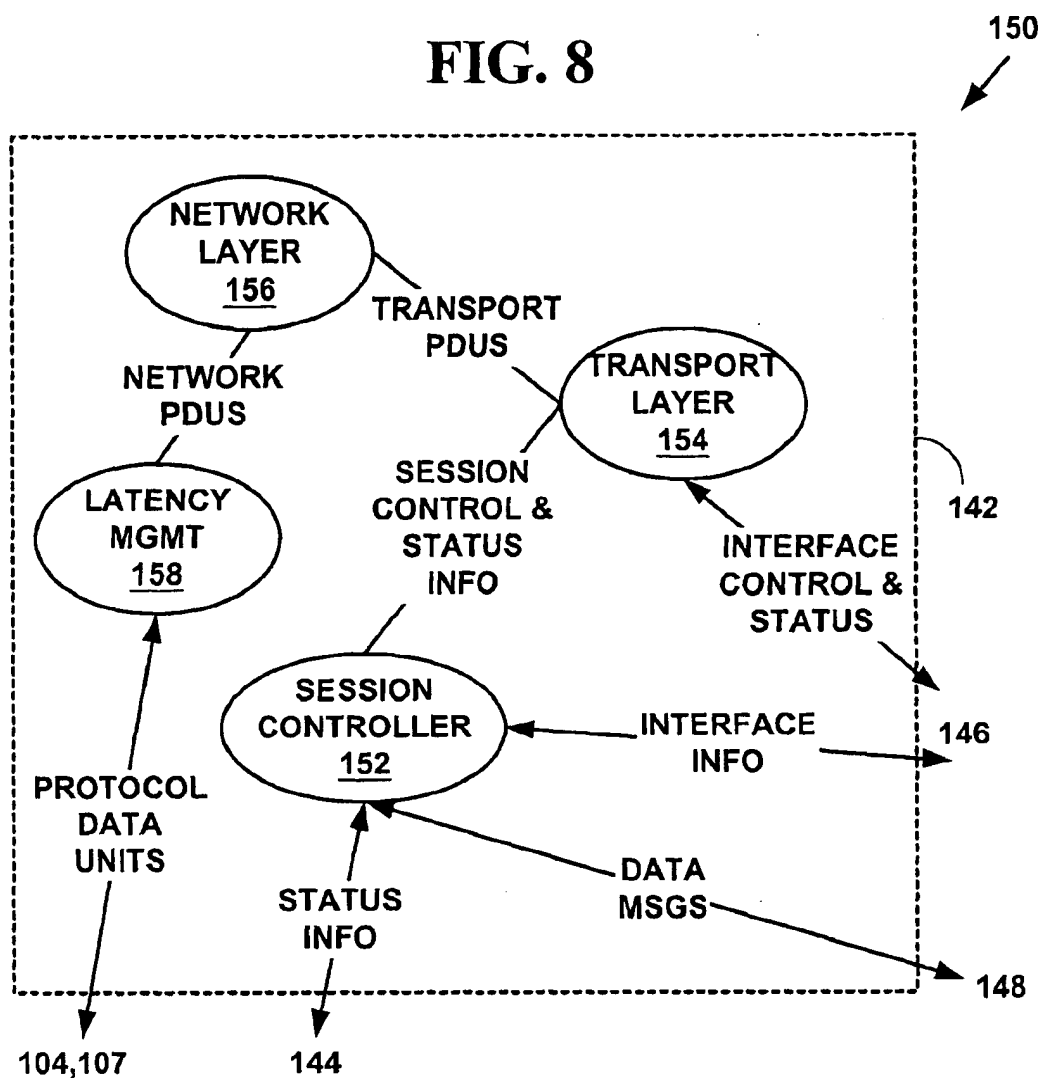 150
FIG. 8
NETWORK
LAYER
156
TRANSPORT
PDUS
NETWORK
PDUS
TRANSPORT
LAYER
154
LATENCY
MGMT
158
SESSION
CONTROL &
STATUS
INFO
142
INTERFACE
CONTROL &
STATUS
SESSION
CONTROLLER
152
INTERFACE
INFO
146
PROTOCOL
DATA
UNITS
STATUS
INFO
DATA
MSGS
148
104,107
144